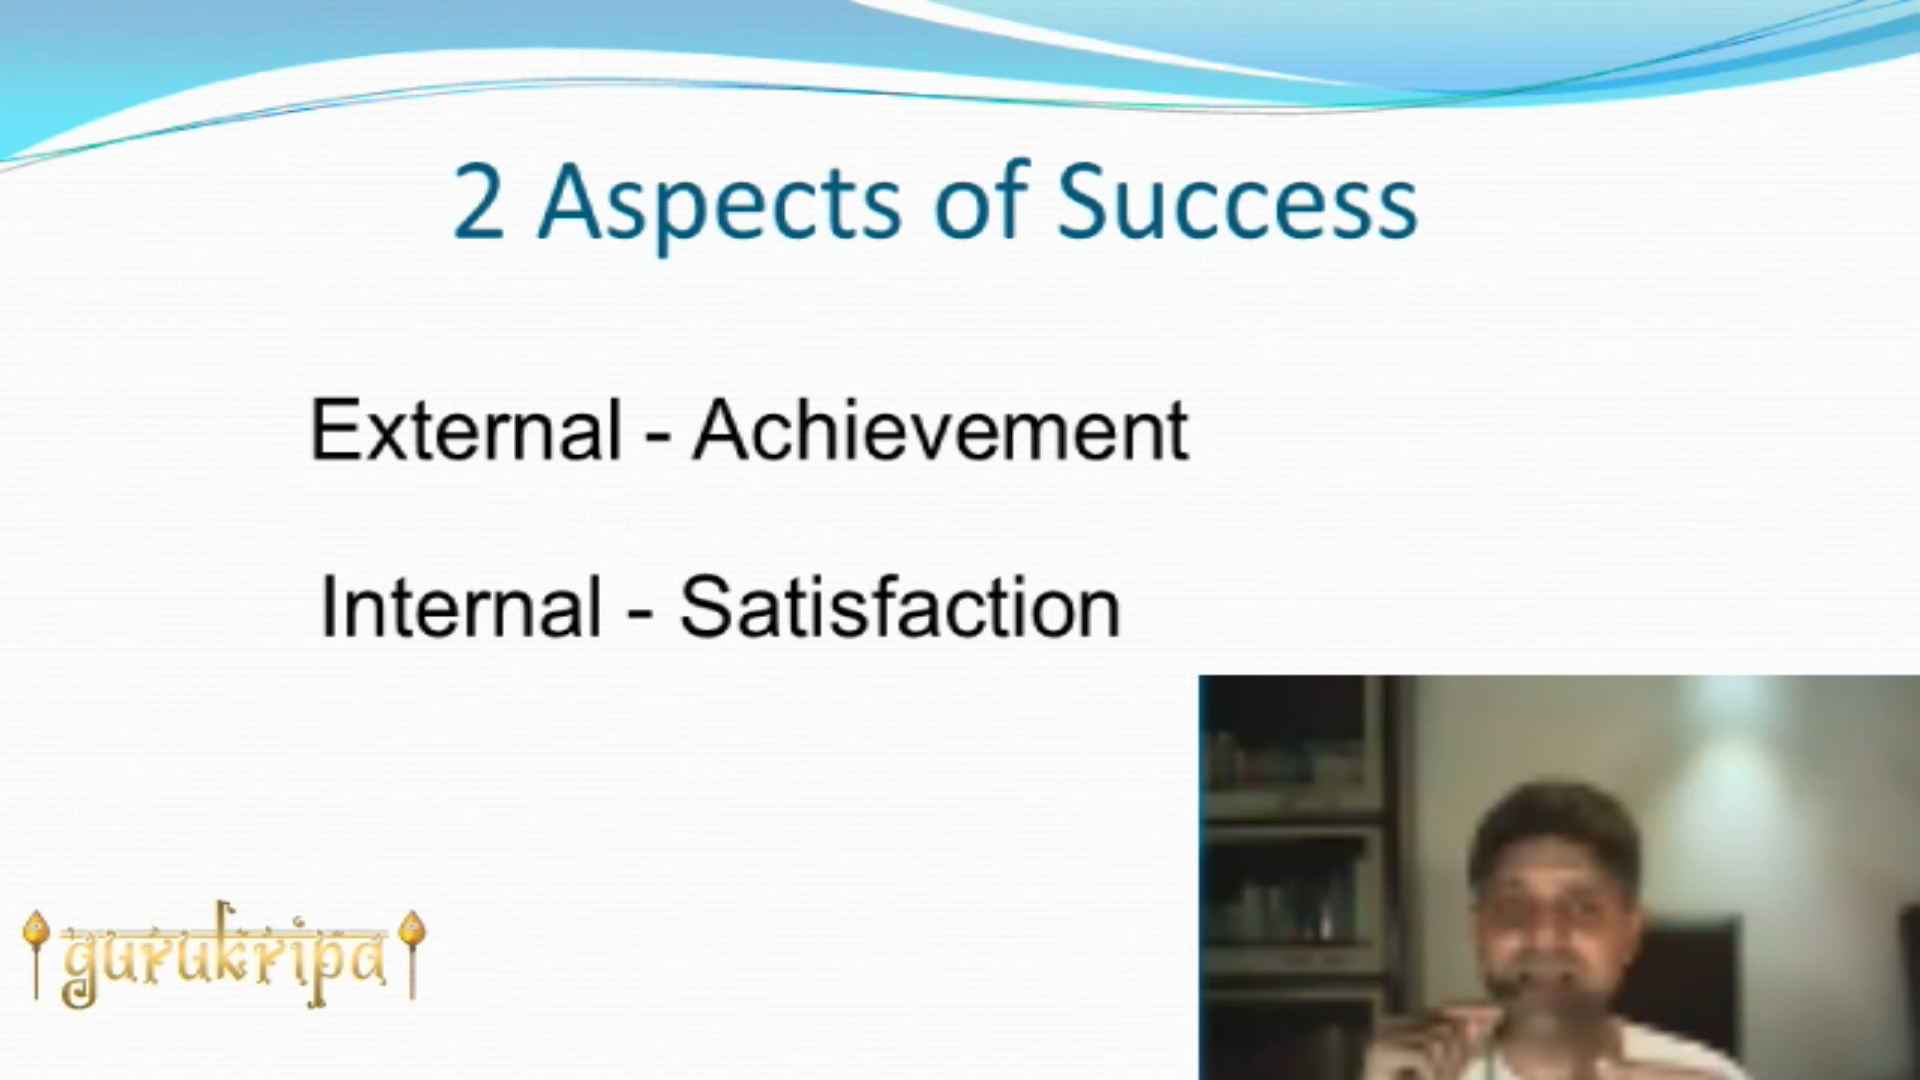 2 Aspects of Success
External - Achievement
Internal - Satisfaction
gurukripa